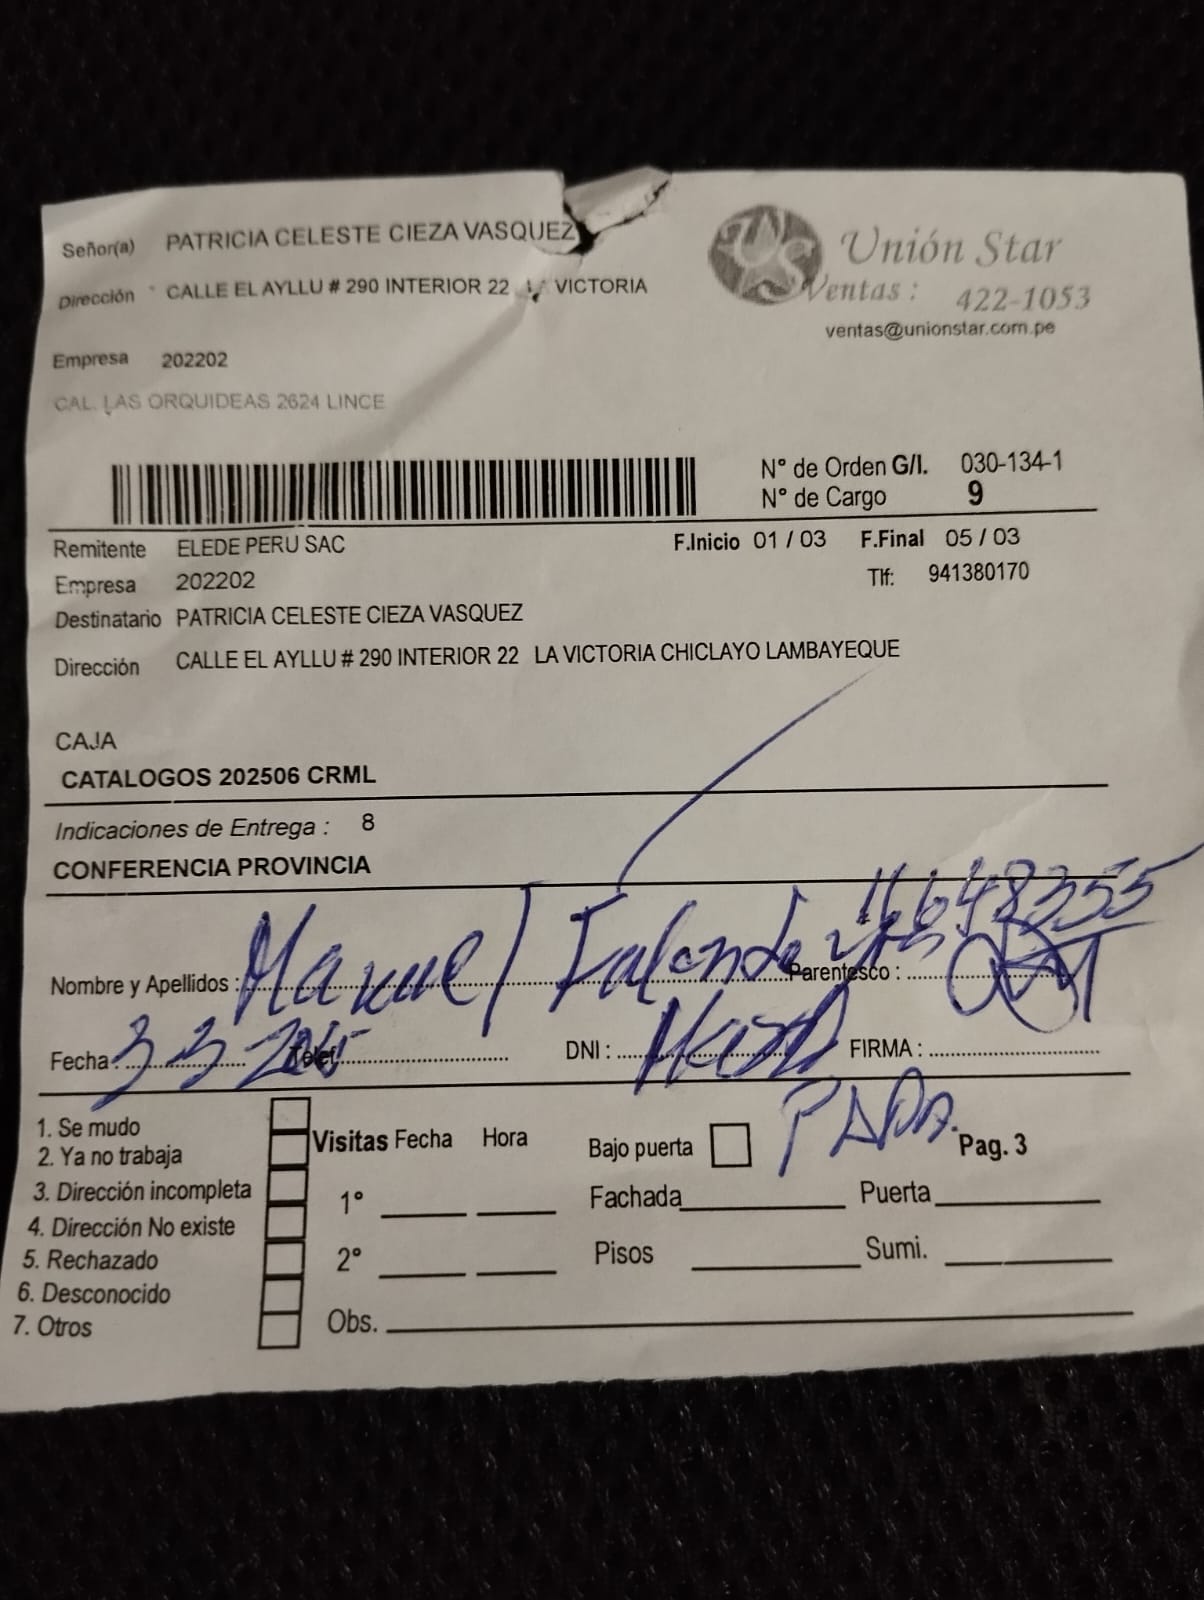 Señor(a) PATRICIA CELESTE CIEZA VASQUEZ
Dirección CALLE EL AYLLU # 290 INTERIOR 22 VICTORIA
Unión Star
Ventas : 422-1053
ventas@unionstar.com.pe
Empresa 202202
CAL. LAS ORQUIDEAS 2624 LINCE
N° de Orden G/I. 030-134-1
N° de Cargo 9
Remitente ELEDE PERU SAC F.Inicio 01 / 03 F.Final 05 / 03
Empresa 202202 Tlf: 941380170
Destinatario PATRICIA CELESTE CIEZA VASQUEZ
Dirección CALLE EL AYLLU # 290 INTERIOR 22 LA VICTORIA CHICLAYO LAMBAYEQUE
CAJA
CATALOGOS 202506 CRML
Indicaciones de Entrega : 8
CONFERENCIA PROVINCIA
Nombre y Apellidos : Manuel Parentesco :
Fecha : 3 3 Telef. DNI : FIRMA :
PAPA.
1. Se mudo
2. Ya no trabaja
3. Dirección incompleta
4. Dirección No existe
5. Rechazado
6. Desconocido
7. Otros
Visitas Fecha Hora
1°
2°
Obs.
Bajo puerta Pag. 3
Fachada Puerta
Pisos Sumi.